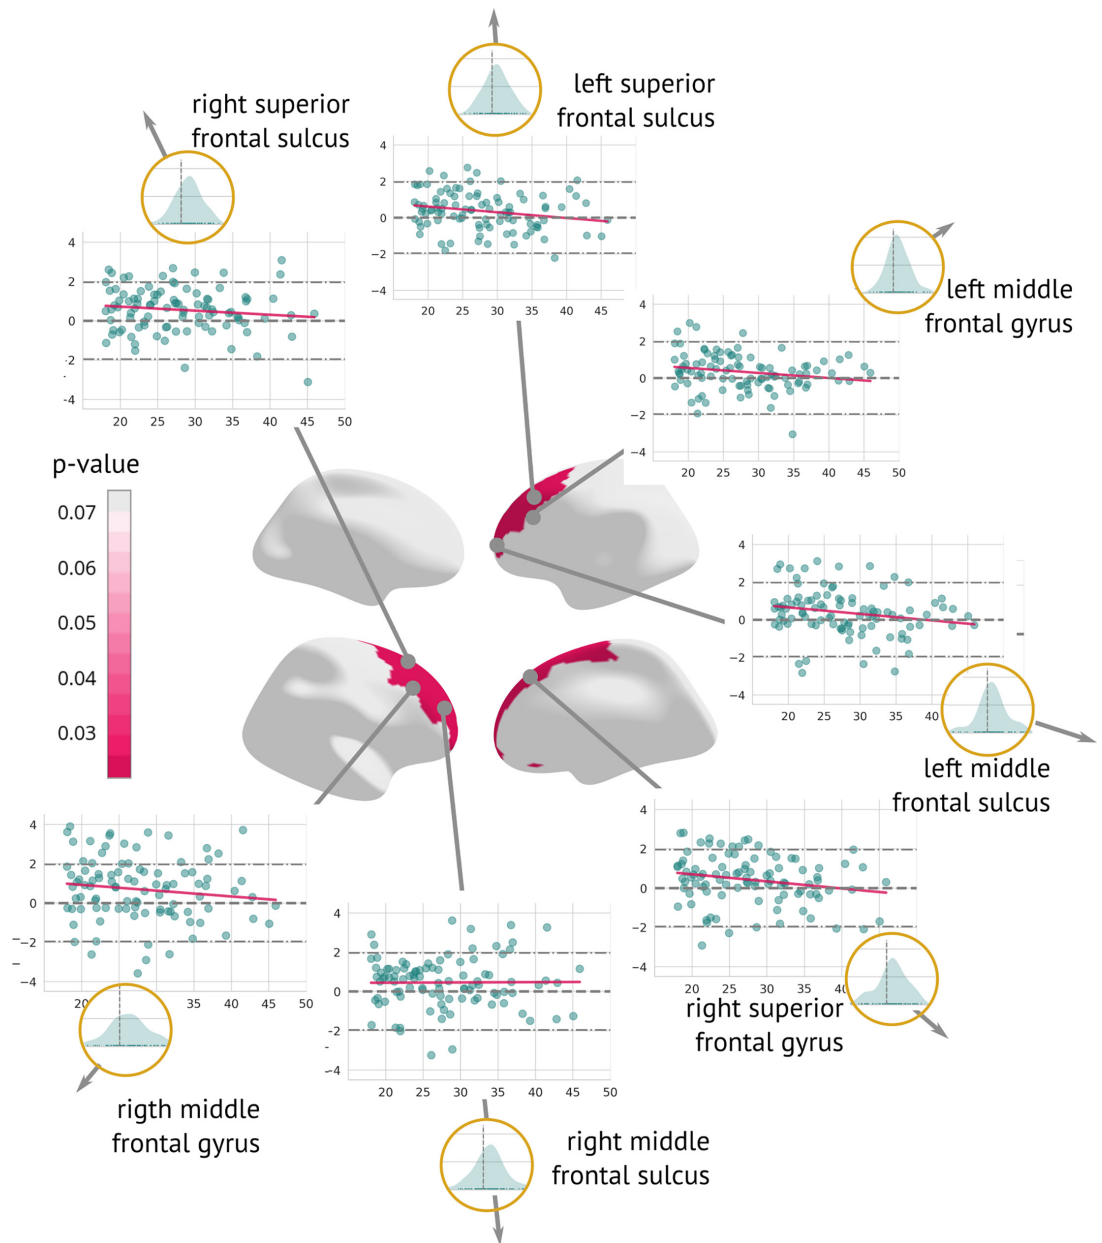 right superior
frontal sulcus
left superior
frontal sulcus
4
2
0
−2
−4
20 25 30 35 40 45
4
2
0
-2
-4
20 25 30 35 40 45 50
left middle
frontal gyrus
4
2
0
−2
−4
20 25 30 35 40 45 50
p-value
0.07
0.06
0.05
0.04
0.03
4
2
0
−2
−4
20 25 30 35 40
left middle
frontal sulcus
4
2
0
−2
−4
20 25 30 35 40
right superior
frontal gyrus
4
2
0
−2
−4
20 45 50
rigth middle
frontal gyrus
4
2
0
-2
-4
20 25 30 35 40 45 50
right middle
frontal sulcus